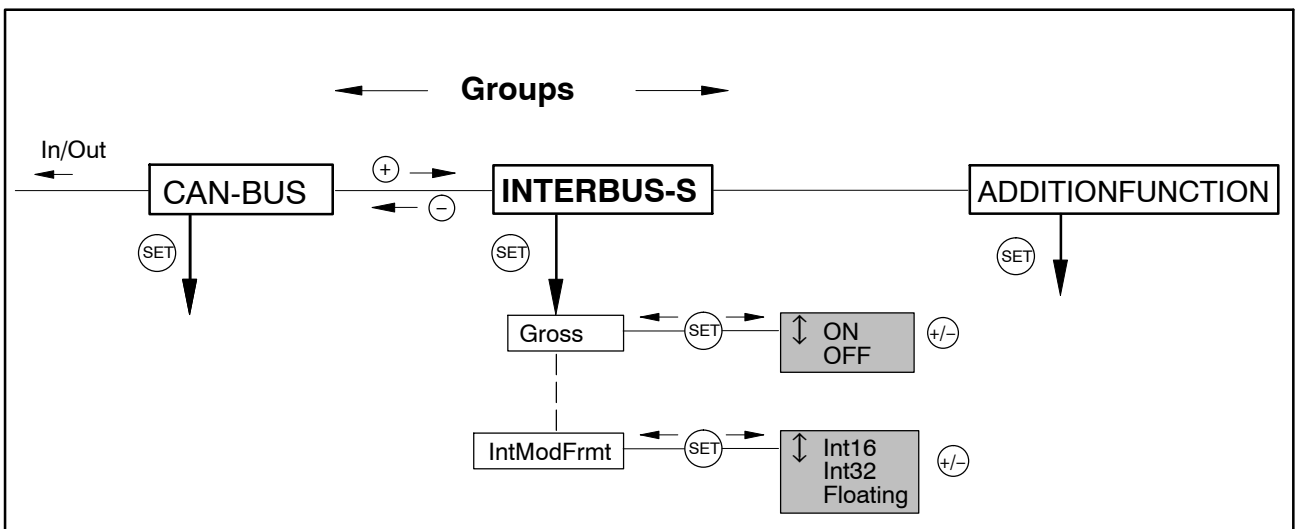 Groups
In/Out
CAN-BUS
+
−
INTERBUS-S
ADDITIONFUNCTION
SET
SET
SET
Gross
SET
ON
OFF
+/−
IntModFrmt
SET
Int16
Int32
Floating
+/−